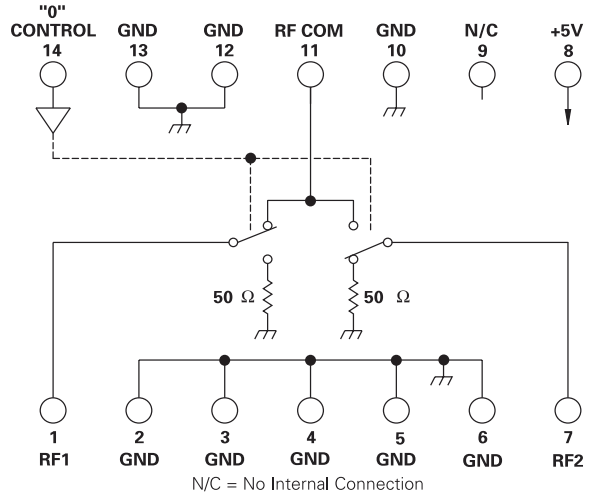 "0"
CONTROL GND GND RF COM GND N/C +5V
14 13 12 11 10 9 8
50 Ω 50 Ω
1 2 3 4 5 6 7
RF1 GND GND GND GND GND RF2
N/C = No Internal Connection